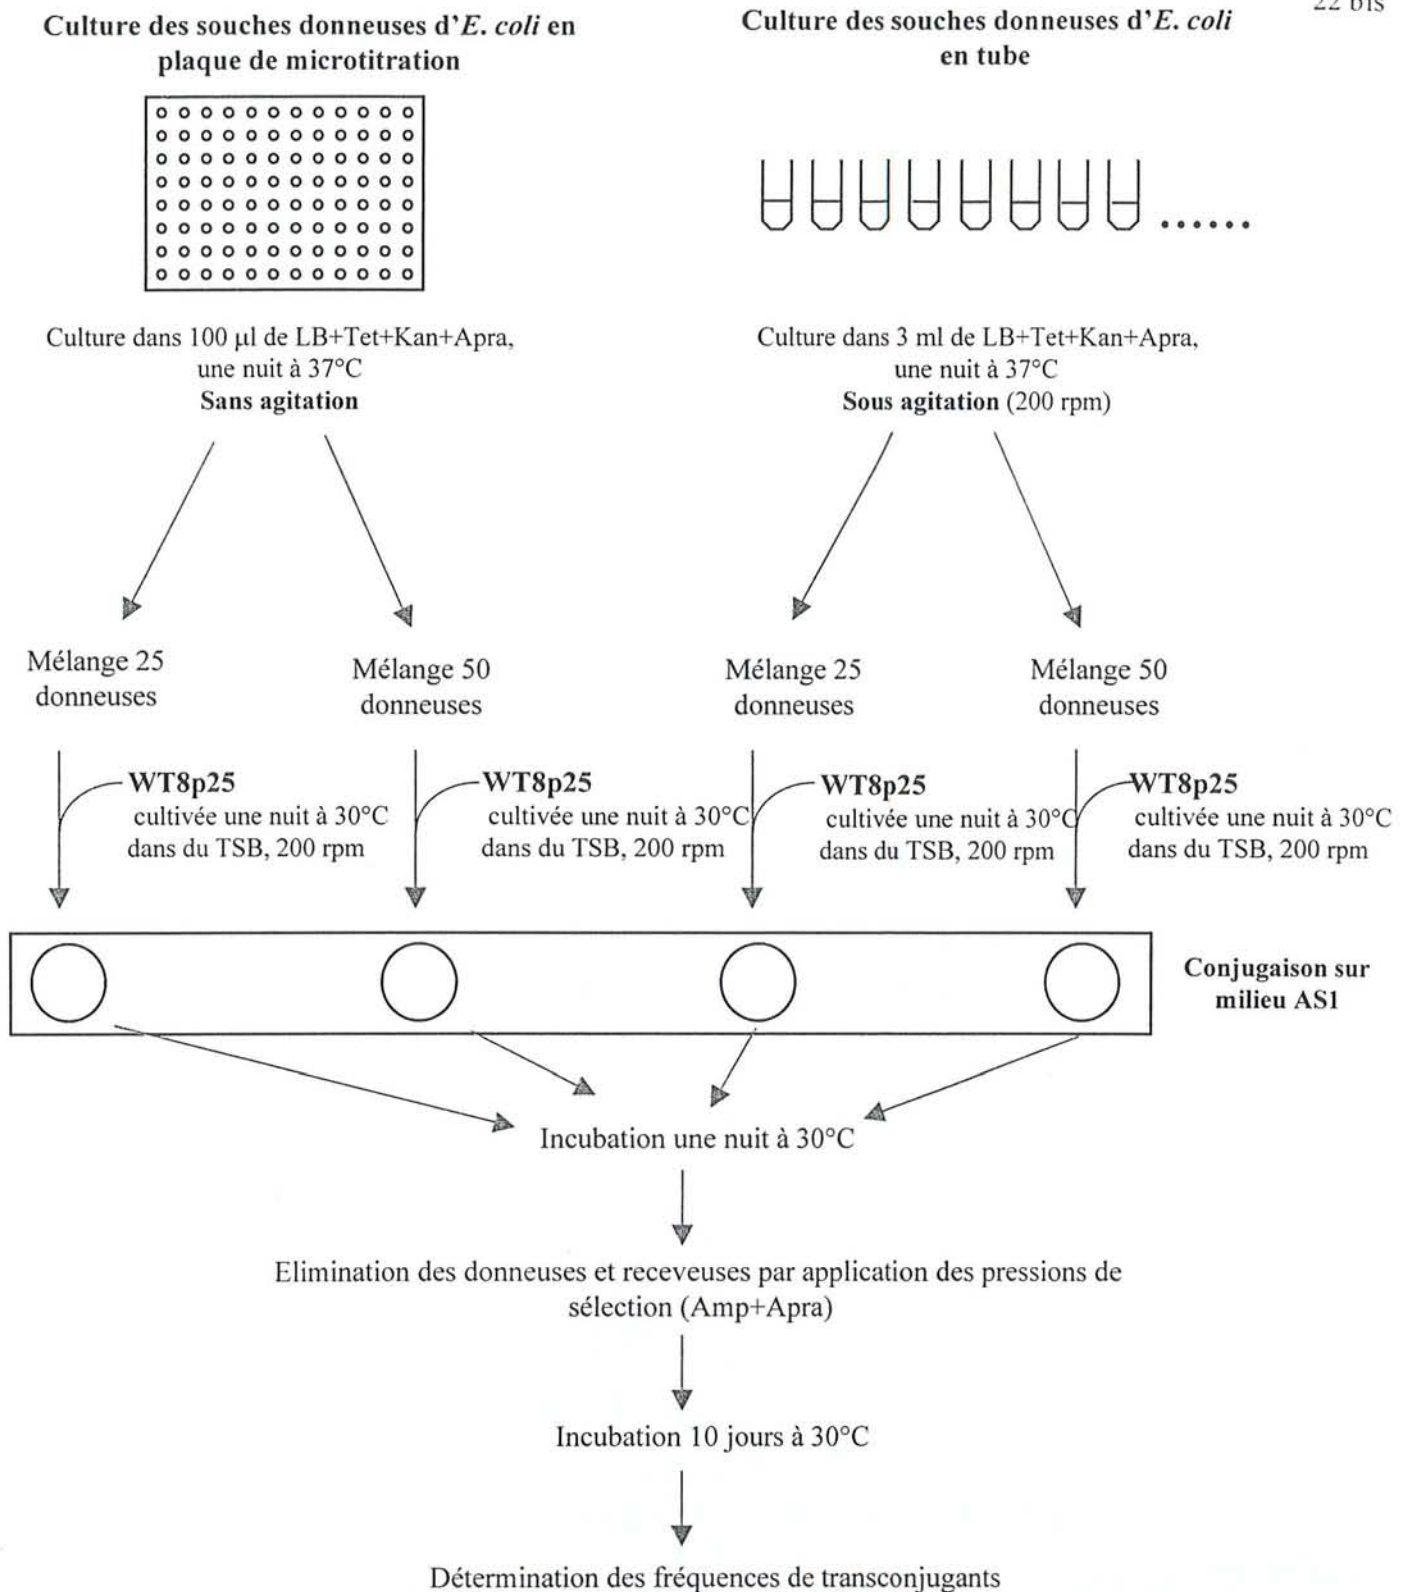 22 bis
Culture des souches donneuses d'E. coli en
plaque de microtitration
Culture des souches donneuses d'E. coli
en tube
Culture dans 100 µl de LB+Tet+Kan+Apra,
une nuit à 37°C
Sans agitation
Culture dans 3 ml de LB+Tet+Kan+Apra,
une nuit à 37°C
Sous agitation (200 rpm)
Mélange 25
donneuses
Mélange 50
donneuses
Mélange 25
donneuses
Mélange 50
donneuses
WT8p25
cultivée une nuit à 30°C
dans du TSB, 200 rpm
WT8p25
cultivée une nuit à 30°C
dans du TSB, 200 rpm
WT8p25
cultivée une nuit à 30°C
dans du TSB, 200 rpm
WT8p25
cultivée une nuit à 30°C
dans du TSB, 200 rpm
Conjugaison sur
milieu AS1
Incubation une nuit à 30°C
Elimination des donneuses et receveuses par application des pressions de
sélection (Amp+Apra)
Incubation 10 jours à 30°C
Détermination des fréquences de transconjugants